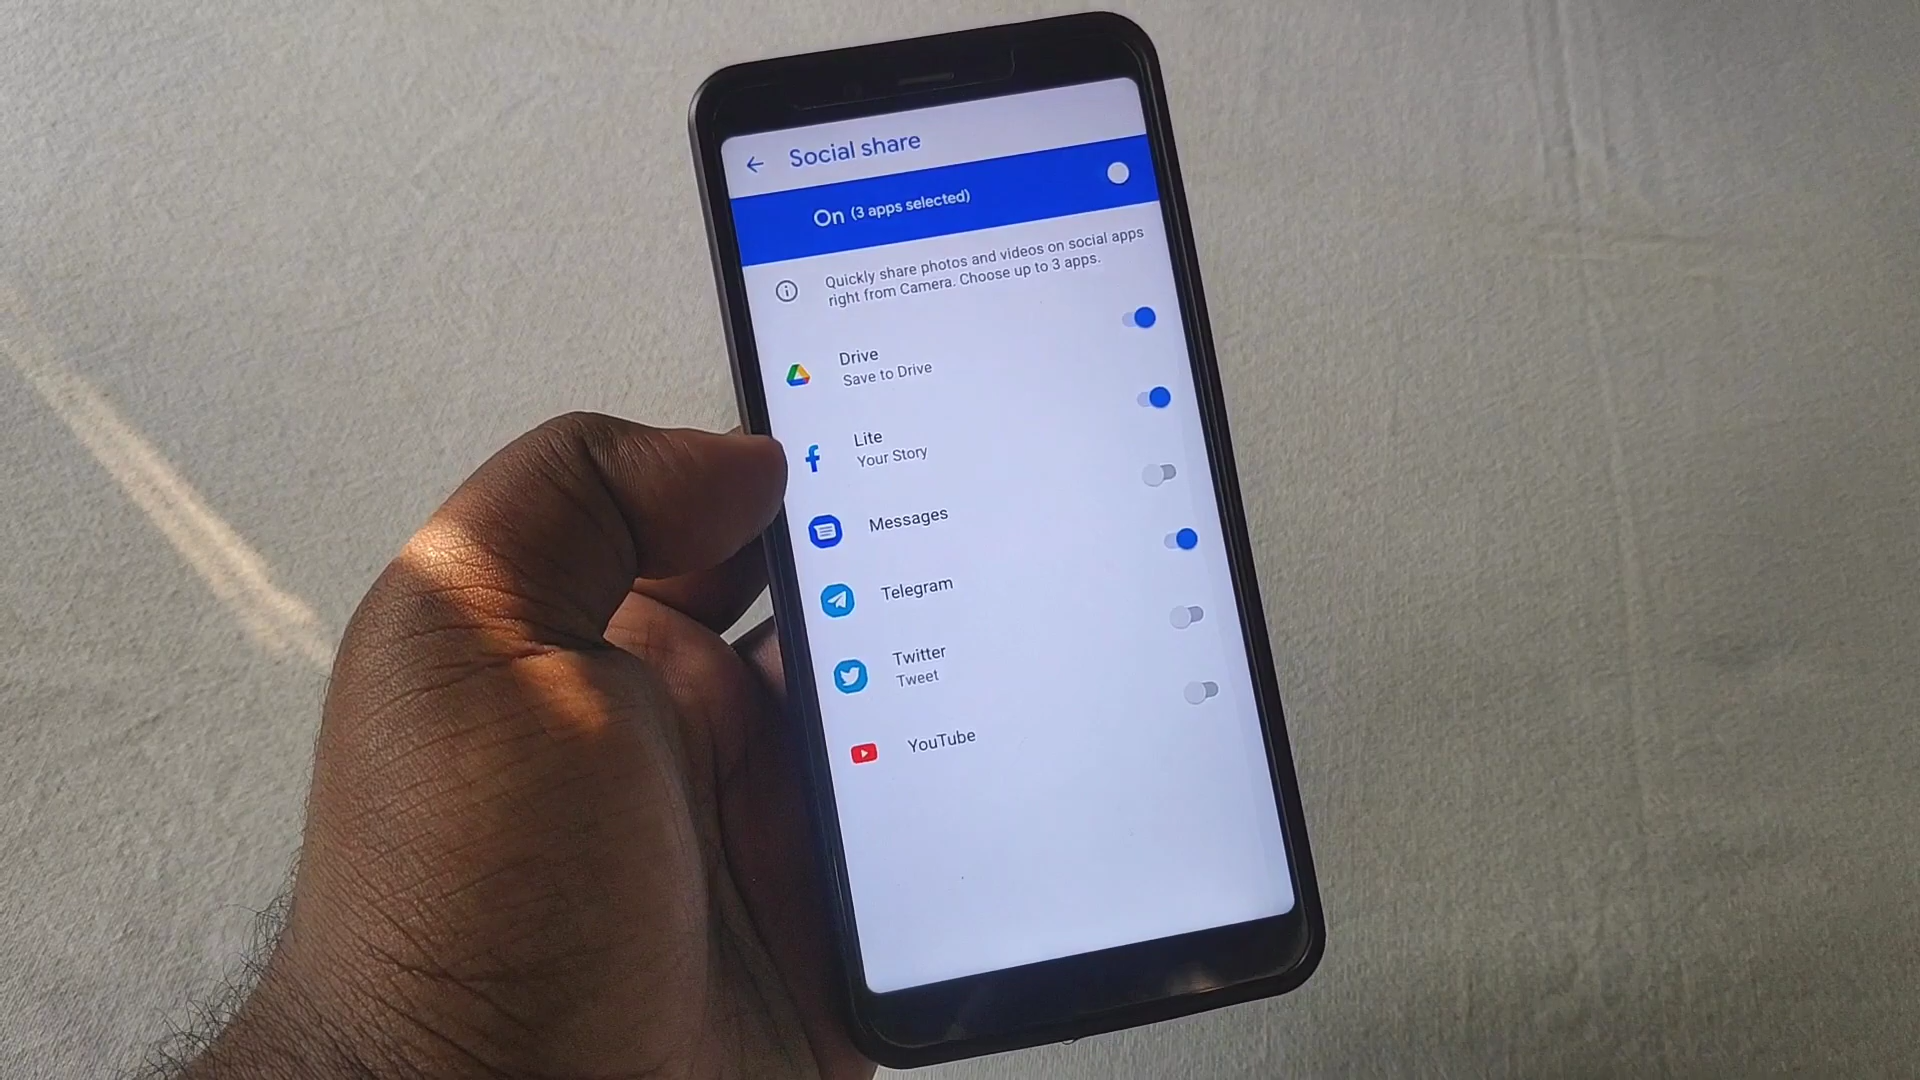 Social share
On (3 apps selected)
Quickly share photos and videos on social apps
right from Camera. Choose up to 3 apps.
Drive
Save to Drive
Lite
Your Story
Messages
Telegram
Twitter
Tweet
YouTube